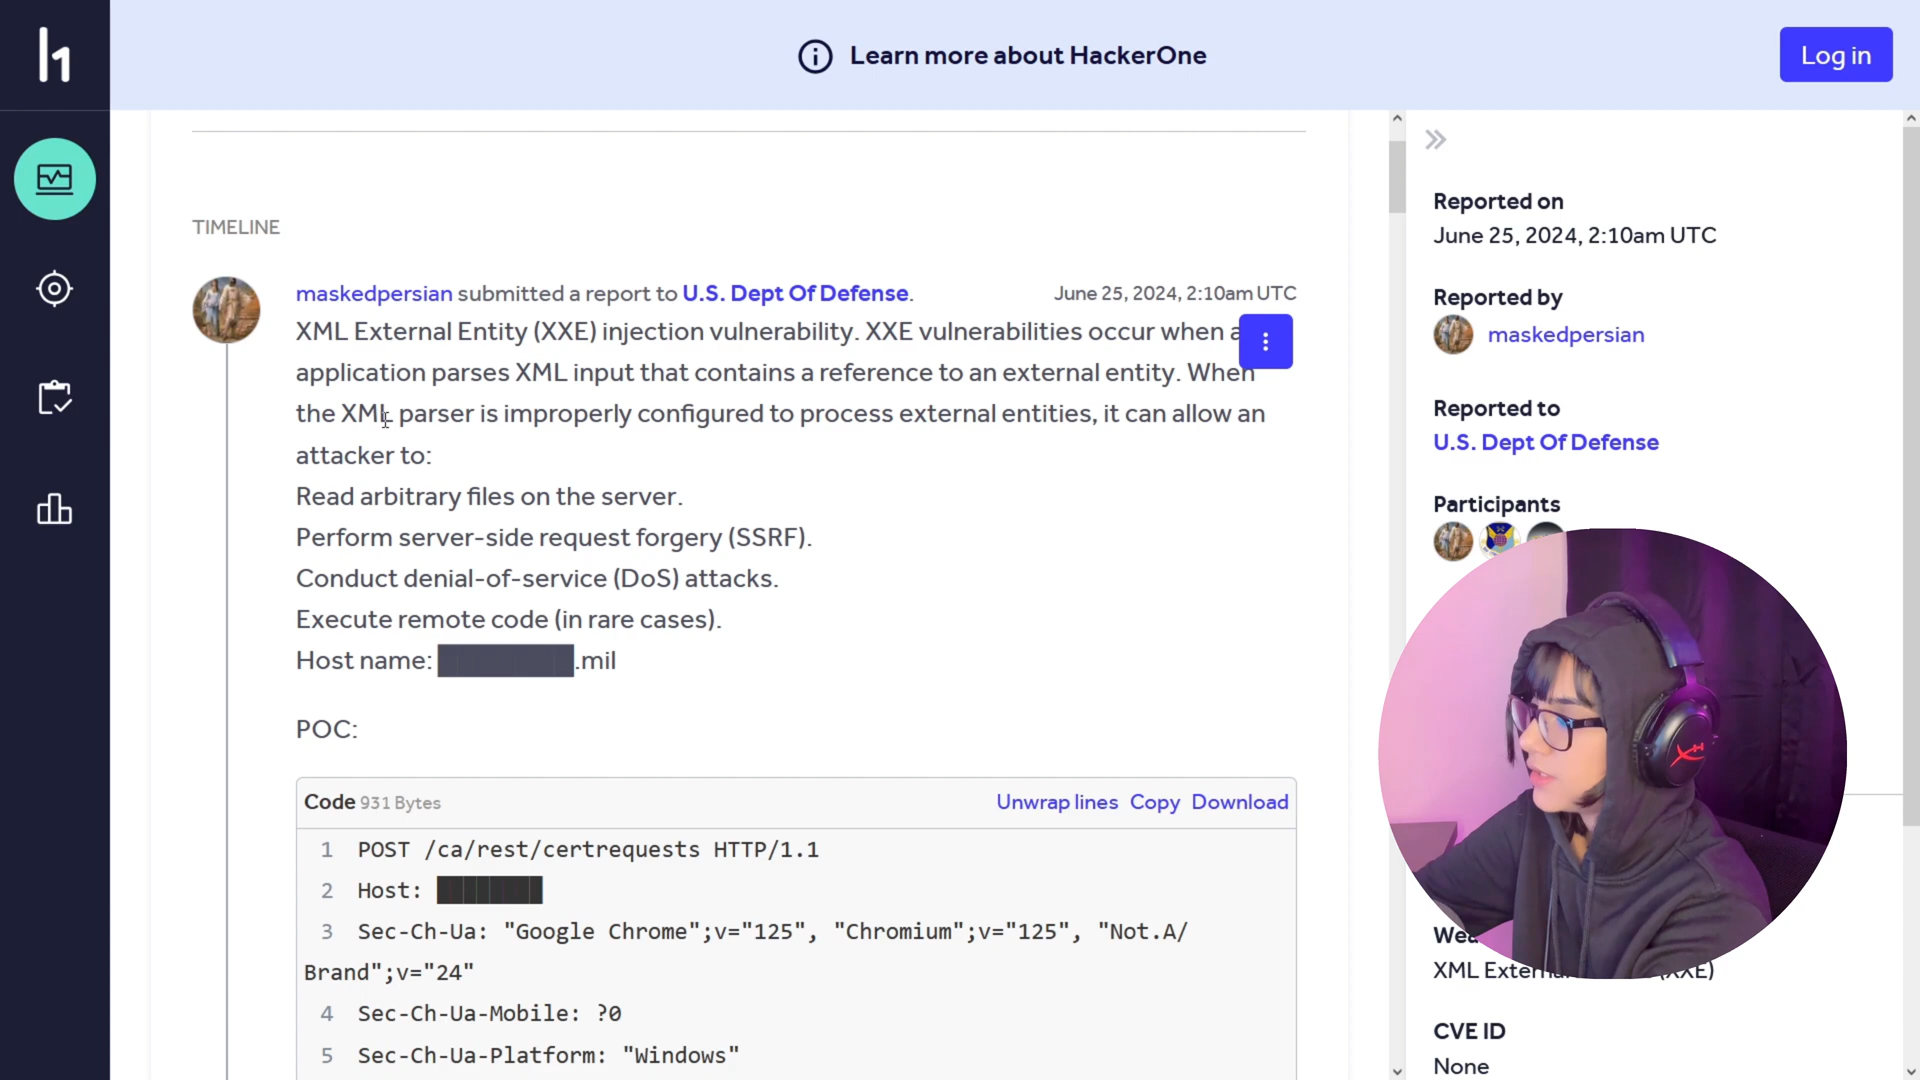 Learn more about HackerOne
Log in
TIMELINE
maskedpersian submitted a report to U.S. Dept Of Defense.
June 25, 2024, 2:10am UTC
XML External Entity (XXE) injection vulnerability. XXE vulnerabilities occur when
application parses XML input that contains a reference to an external entity. When
the XML parser is improperly configured to process external entities, it can allow an
attacker to:
Read arbitrary files on the server.
Perform server-side request forgery (SSRF).
Conduct denial-of-service (DoS) attacks.
Execute remote code (in rare cases).
Host name: .mil
POC:
Code 931 Bytes
Unwrap lines Copy Download
1 POST /ca/rest/certrequests HTTP/1.1
2 Host:
3 Sec-Ch-Ua: "Google Chrome";v="125", "Chromium";v="125", "Not.A/
Brand";v="24"
4 Sec-Ch-Ua-Mobile: ?0
5 Sec-Ch-Ua-Platform: "Windows"
Reported on
June 25, 2024, 2:10am UTC
Reported by
maskedpersian
Reported to
U.S. Dept Of Defense
Participants
XML (XXE)
CVE ID
None